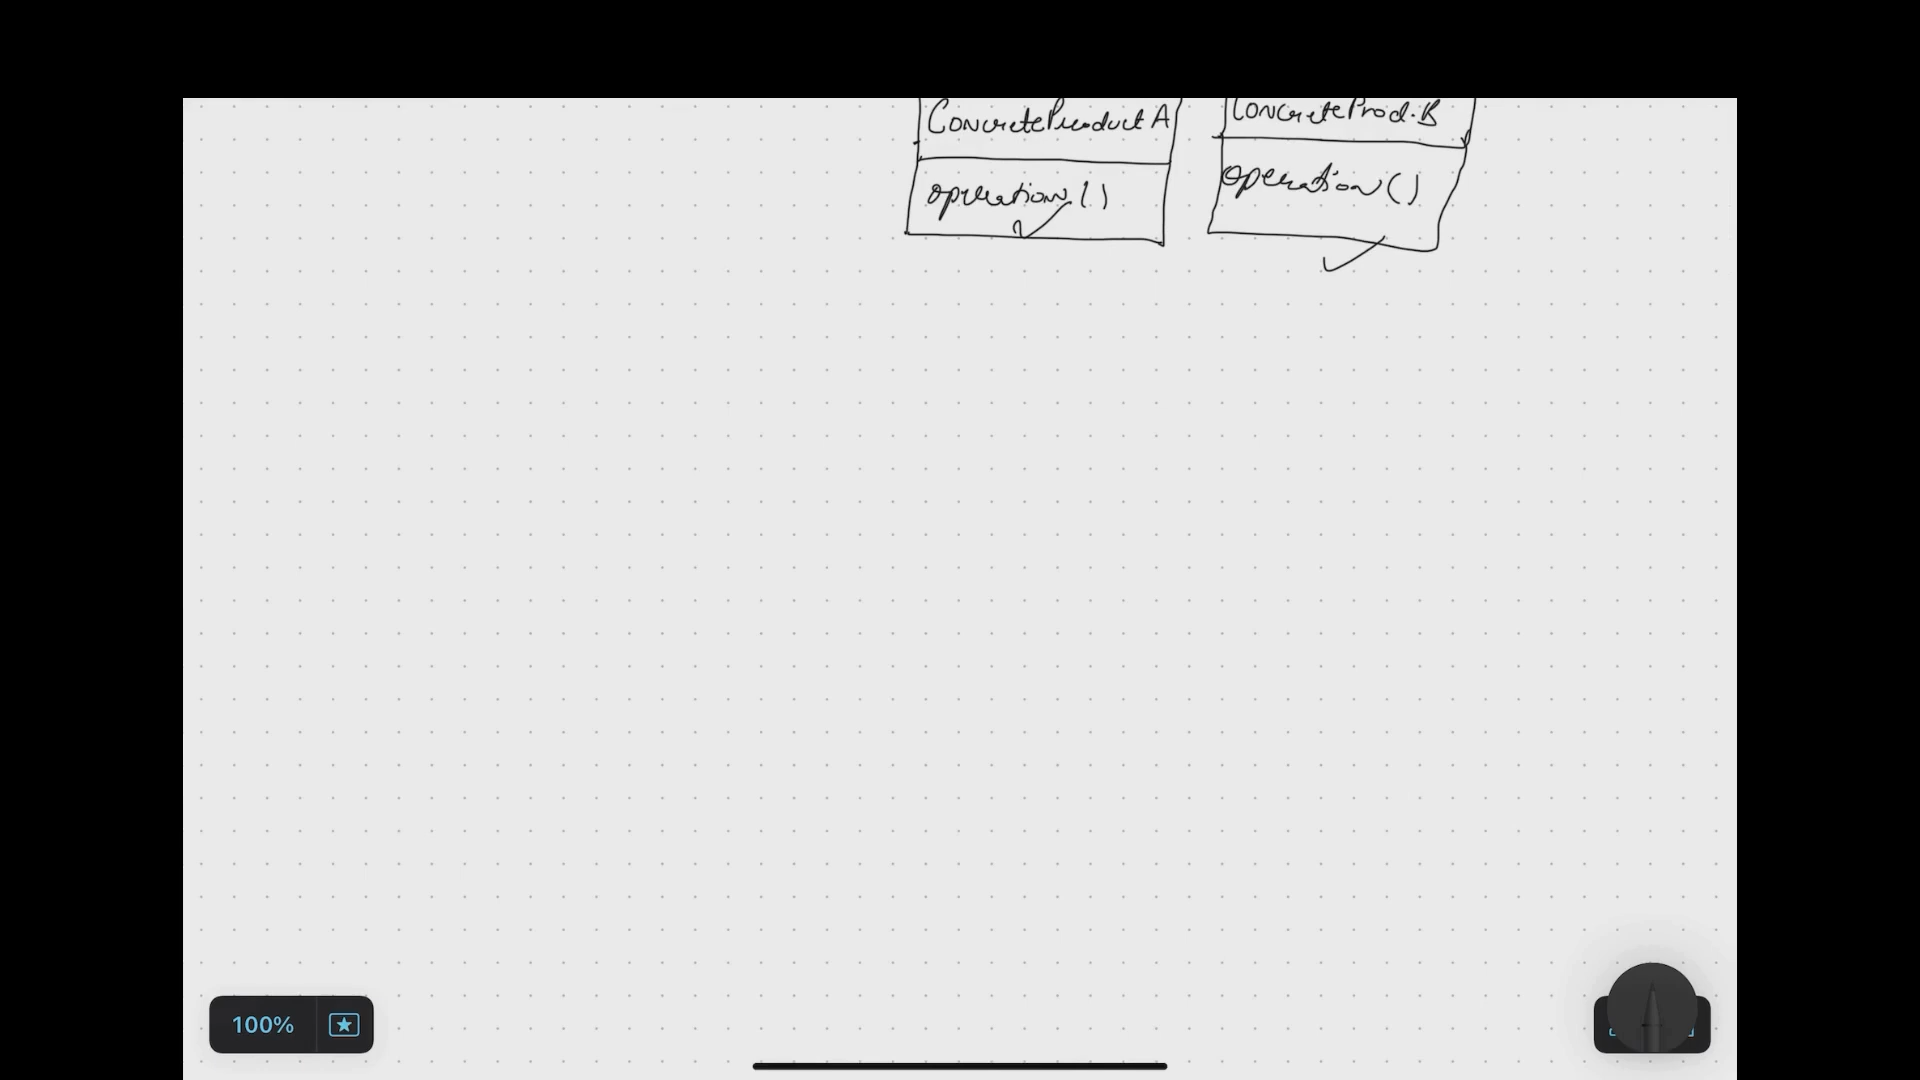 ConcreteProduct A
ConcreteProd. B
operation()
operation()
100%